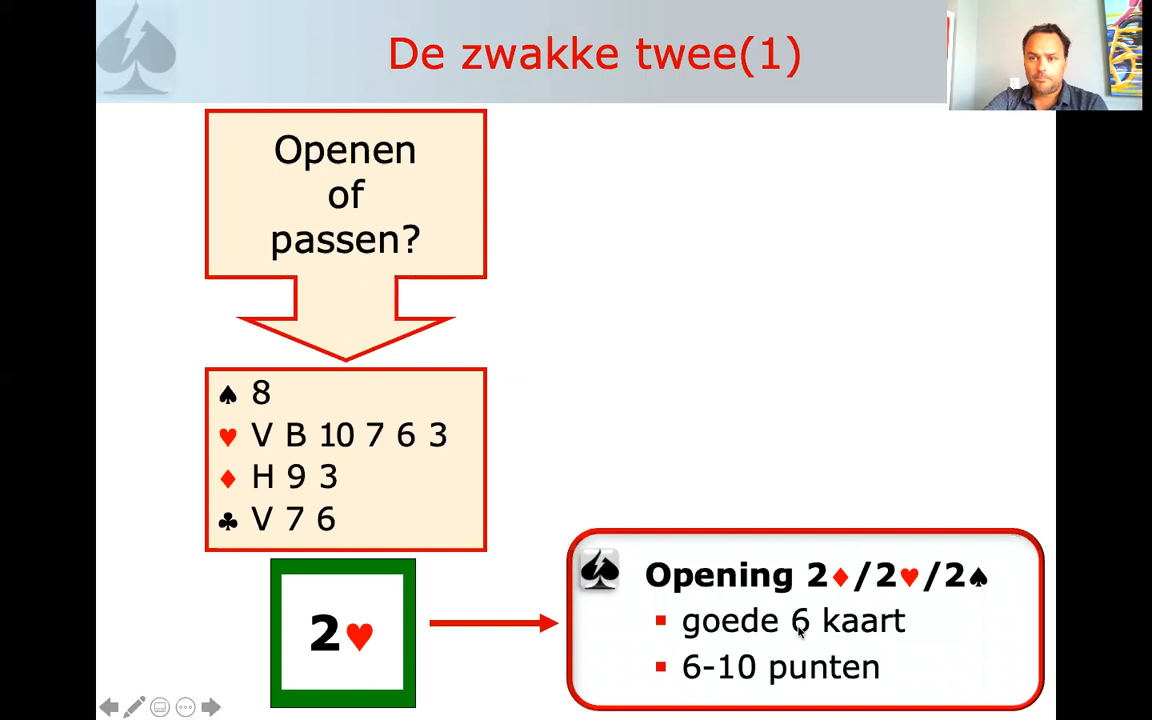 De zwakke twee(1)
Openen
of
passen?
♠ 8
♥ V B 10 7 6 3
♦ H 9 3
♣ V 7 6
2♥
Opening 2♦/2♥/2♠
▪ goede 6 kaart
▪ 6-10 punten